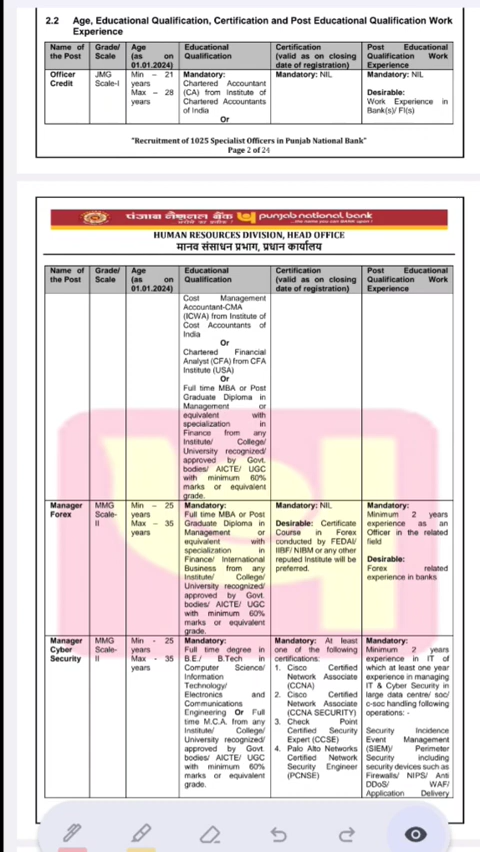 2.2 Age, Educational Qualification, Certification and Post Educational Qualification Work
Experience
Name of
the Post
Grade/
Scale
Age
(as on
01.01.2024)
Educational
Qualification
Certification
(valid as on closing
date of registration)
Post Educational
Qualification Work
Experience
Officer
Credit
JMG
Scale-I
Min – 21
years
Max – 28
years
Mandatory:
Chartered Accountant
(CA) from Institute of
Chartered Accountants
of India
Or
Mandatory: NIL
Mandatory: NIL
Desirable:
Work Experience in
Bank(s)/ FI(s)
"Recruitment of 1025 Specialist Officers in Punjab National Bank"
Page 2 of 24
पंजाब नैशनल बैंक punjab national bank
HUMAN RESOURCES DIVISION, HEAD OFFICE
मानव संसाधन प्रभाग, प्रधान कार्यालय
Name of
the Post
Grade/
Scale
Age
(as on
01.01.2024)
Educational
Qualification
Certification
(valid as on closing
date of registration)
Post Educational
Qualification Work
Experience
Cost Management
Accountant-CMA
(ICWA) from Institute of
Cost Accountants of
India
Or
Chartered Financial
Analyst (CFA) from CFA
Institute (USA)
Or
Full time MBA or Post
Graduate Diploma in
Management or
equivalent with
specialization in
Finance from any
Institute/ College/
University recognized/
approved by Govt.
bodies/ AICTE/ UGC
with minimum 60%
marks or equivalent
grade.
Manager
Forex
MMG
Scale-
II
Min – 25
years
Max – 35
years
Mandatory:
Full time MBA or Post
Graduate Diploma in
Management or
equivalent with
specialization in
Finance/ International
Business from any
Institute/ College/
University recognized/
approved by Govt.
bodies/ AICTE/ UGC
with minimum 60%
marks or equivalent
grade.
Mandatory: NIL
Desirable: Certificate
Course in Forex
conducted by FEDAI/
IIBF/ NIBM or any other
reputed Institute will be
preferred.
Mandatory:
Minimum 2 years
experience as an
Officer in the related
field
Desirable:
Forex related
experience in banks
Manager
Cyber
Security
MMG
Scale-
II
Min - 25
years
Max - 35
years
Mandatory:
Full time degree in
B.E./ B.Tech in
Computer Science/
Information
Technology/
Electronics and
Communications
Engineering Or Full
time M.C.A. from any
Institute/ College/
University recognized/
approved by Govt.
bodies/ AICTE/ UGC
with minimum 60%
marks or equivalent
grade.
Mandatory: At least
one of the following
certifications:
1. Cisco Certified
Network Associate
(CCNA)
2. Cisco Certified
Network Associate
(CCNA SECURITY)
3. Check Point
Certified Security
Expert (CCSE)
4. Palo Alto Networks
Certified Network
Security Engineer
(PCNSE)
Mandatory:
Minimum 2 years
experience in IT of
which at least one year
experience in managing
IT & Cyber Security in
large data centre/ soc/
c-soc handling following
operations: -
Security Incidence
Event Management
(SIEM)/ Perimeter
Security including
security devices such as
Firewalls/ NIPS/ Anti
DDoS/ WAF/
Application Delivery